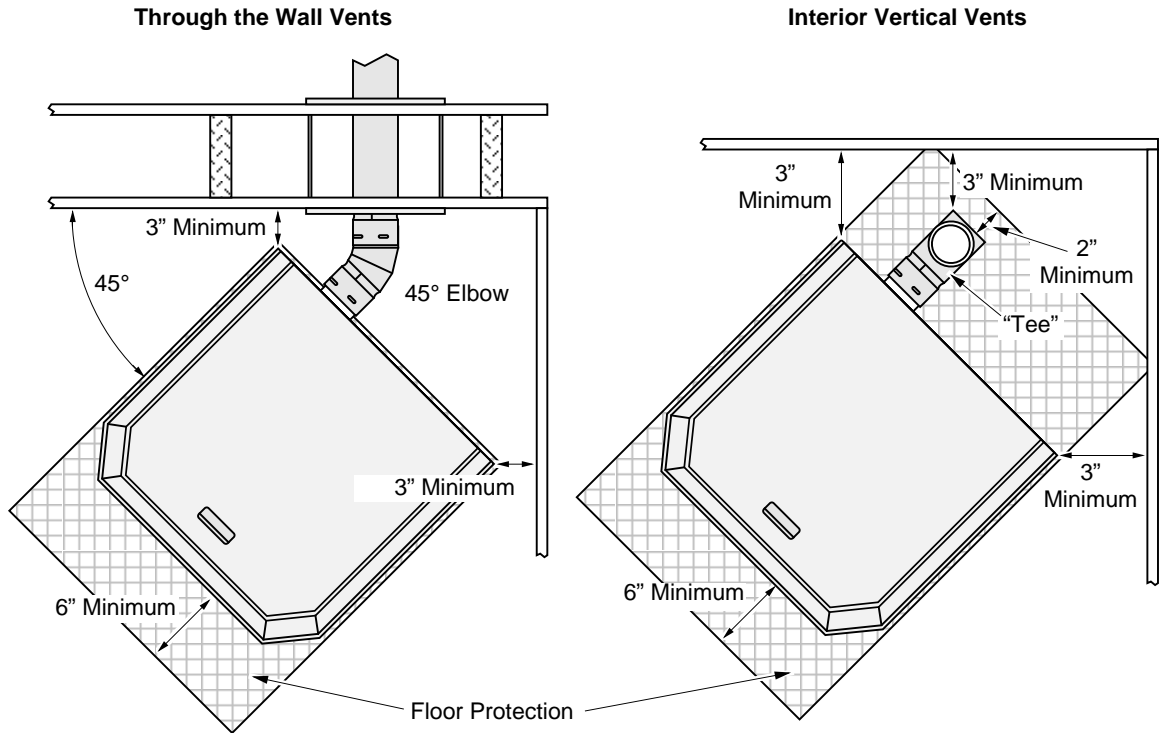 Through the Wall Vents
3” Minimum
45°
45° Elbow
3” Minimum
6” Minimum
Interior Vertical Vents
3”
Minimum
3” Minimum
2”
Minimum
“Tee”
3”
Minimum
6” Minimum
Floor Protection